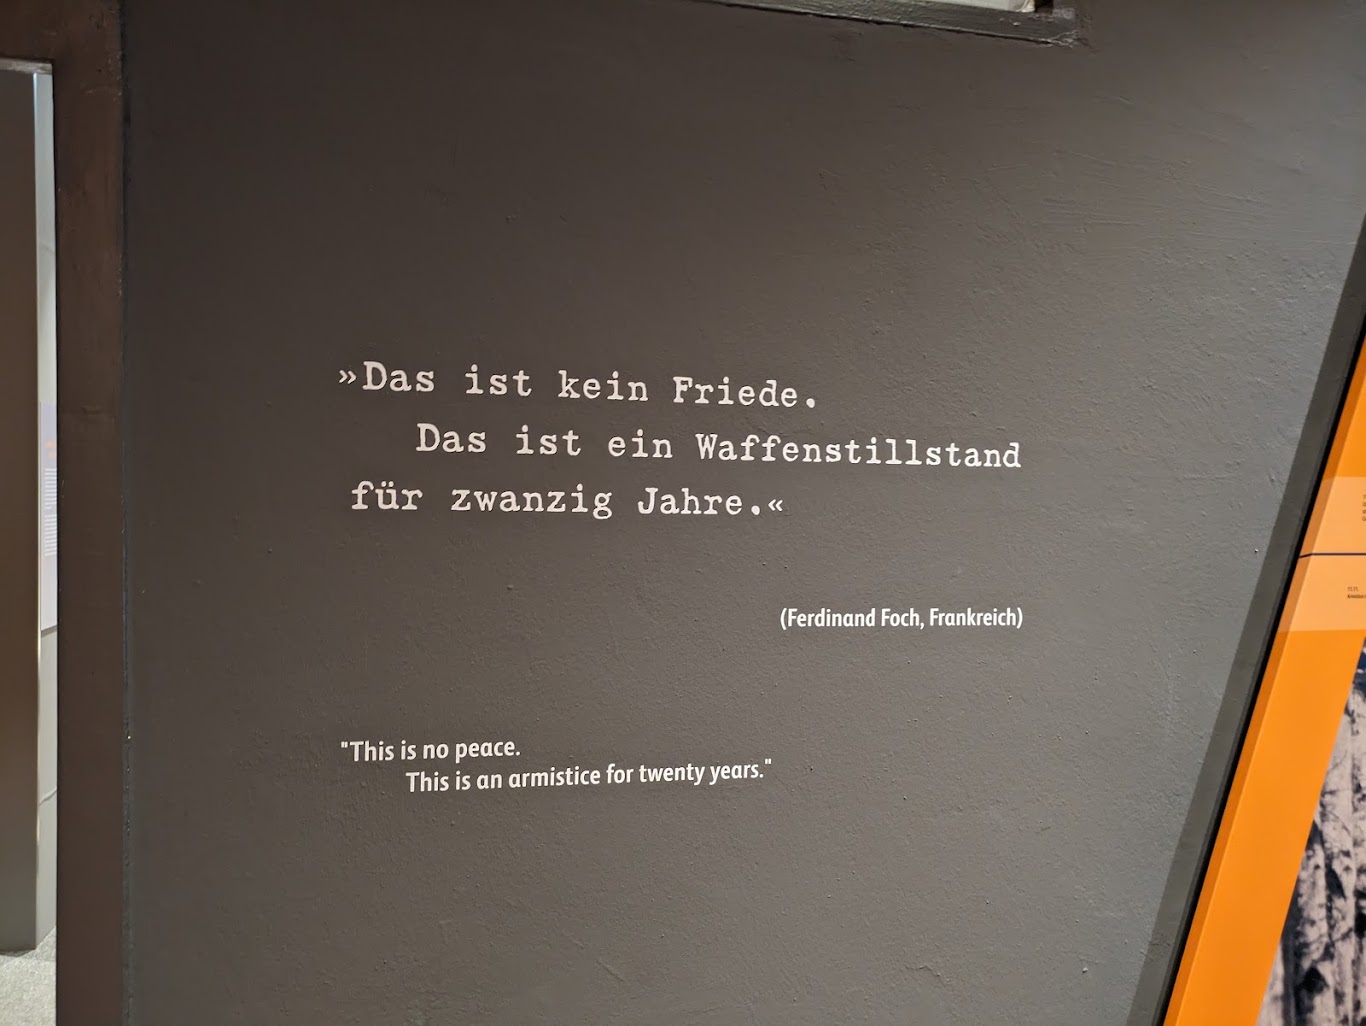 »Das ist kein Friede.
Das ist ein Waffenstillstand
für zwanzig Jahre.«
(Ferdinand Foch, Frankreich)
"This is no peace.
This is an armistice for twenty years."